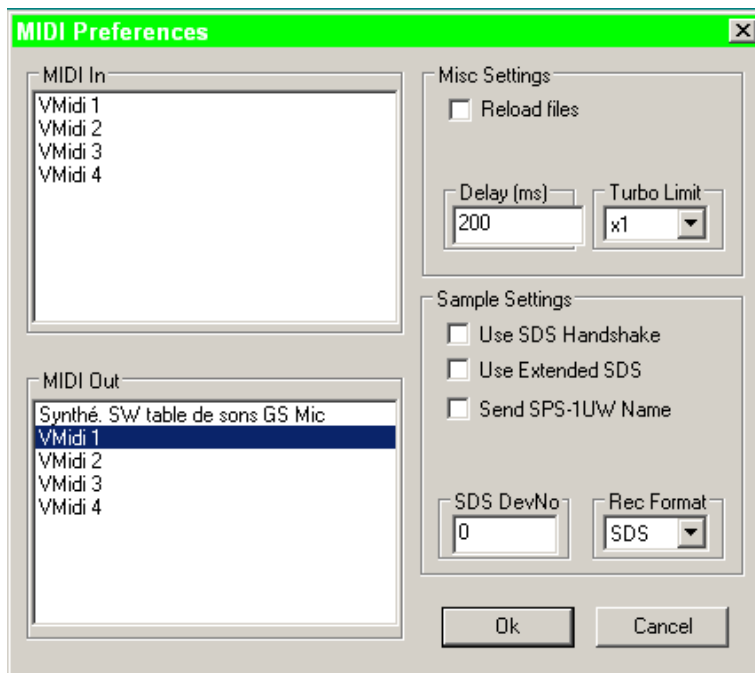 MIDI Preferences
MIDI In
VMidi 1
VMidi 2
VMidi 3
VMidi 4
MIDI Out
Synthé. SW table de sons GS Mic
VMidi 1
VMidi 2
VMidi 3
VMidi 4
Misc Settings
Reload files
Delay (ms)
200
Turbo Limit
x1
Sample Settings
Use SDS Handshake
Use Extended SDS
Send SPS-1UW Name
SDS DevNo
0
Rec Format
SDS
Ok
Cancel